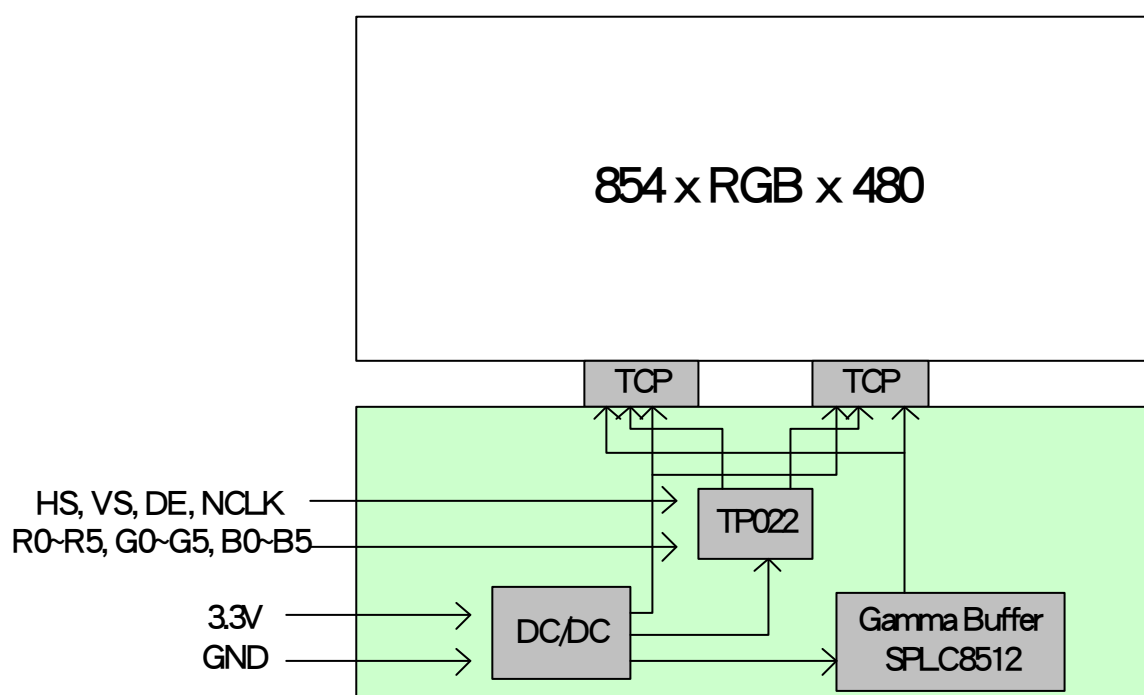 854 x RGB x 480
TCP
TCP
HS, VS, DE, NCLK
R0~R5, G0~G5, B0~B5
TP022
3.3V
GND
DC/DC
Gamma Buffer
SPLC8512